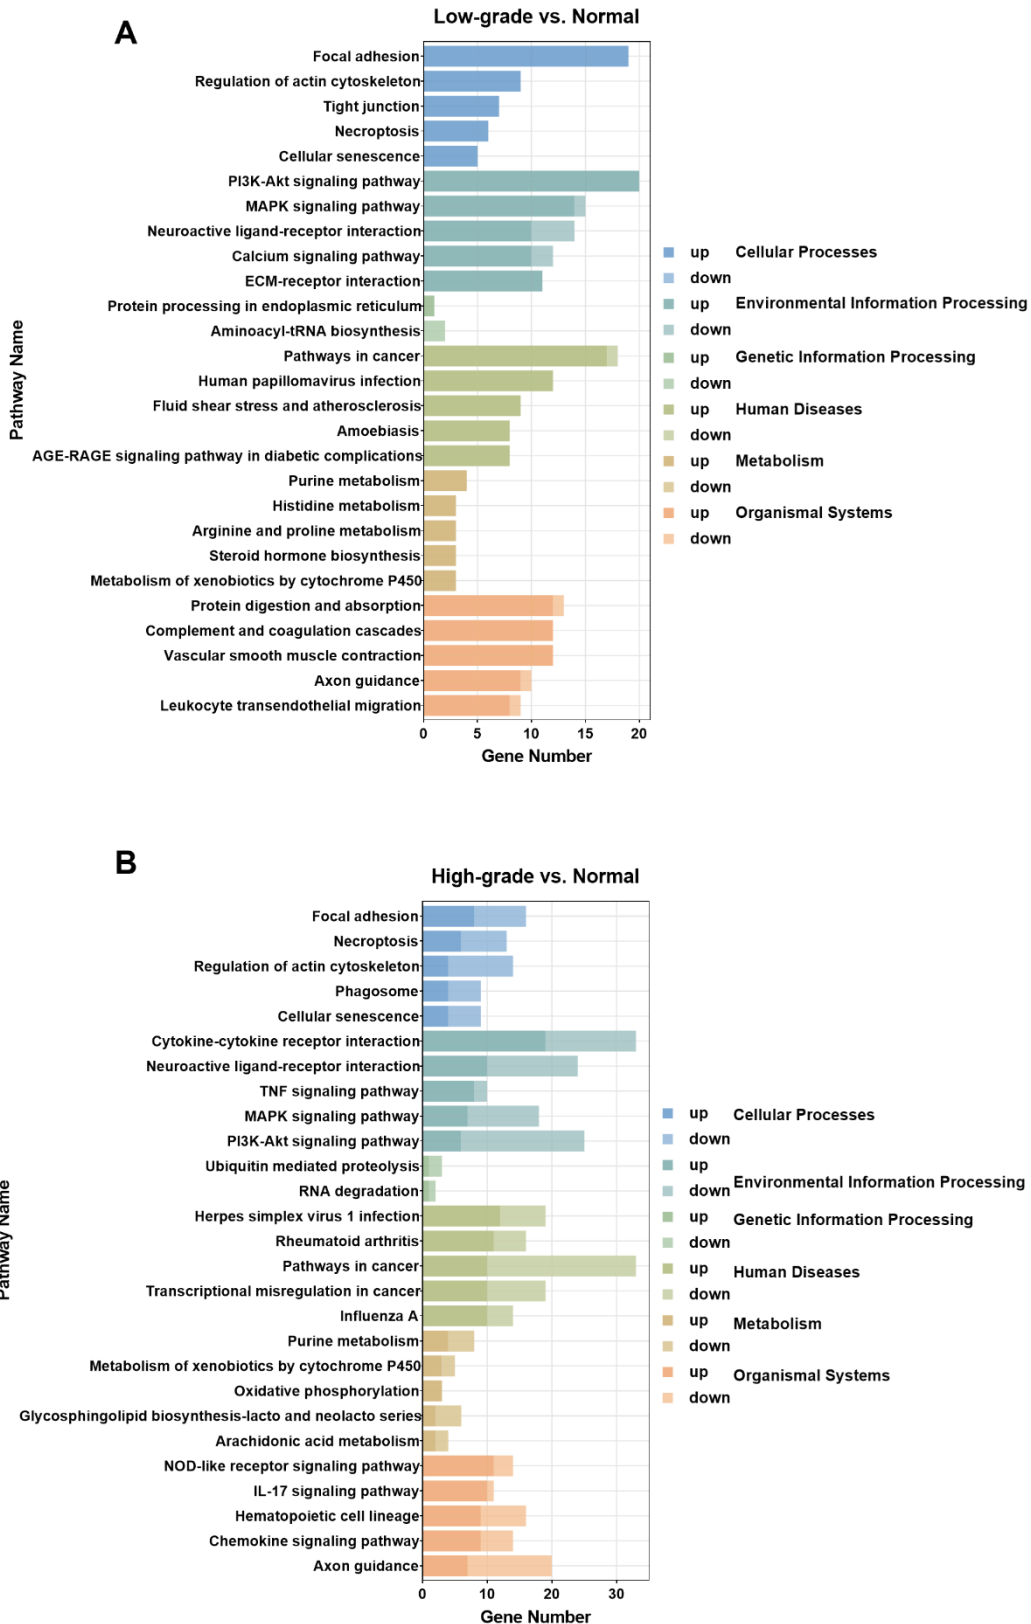 A
Low-grade vs. Normal
Pathway Name
Focal adhesion
Regulation of actin cytoskeleton
Tight junction
Necroptosis
Cellular senescence
PI3K-Akt signaling pathway
MAPK signaling pathway
Neuroactive ligand-receptor interaction
Calcium signaling pathway
ECM-receptor interaction
Protein processing in endoplasmic reticulum
Aminoacyl-tRNA biosynthesis
Pathways in cancer
Human papillomavirus infection
Fluid shear stress and atherosclerosis
Amoebiasis
AGE-RAGE signaling pathway in diabetic complications
Purine metabolism
Histidine metabolism
Arginine and proline metabolism
Steroid hormone biosynthesis
Metabolism of xenobiotics by cytochrome P450
Protein digestion and absorption
Complement and coagulation cascades
Vascular smooth muscle contraction
Axon guidance
Leukocyte transendothelial migration
0 5 10 15 20
Gene Number
up Cellular Processes
down
up Environmental Information Processing
down
up Genetic Information Processing
down
up Human Diseases
down
up Metabolism
down
up Organismal Systems
down
B
High-grade vs. Normal
Pathway Name
Focal adhesion
Necroptosis
Regulation of actin cytoskeleton
Phagosome
Cellular senescence
Cytokine-cytokine receptor interaction
Neuroactive ligand-receptor interaction
TNF signaling pathway
MAPK signaling pathway
PI3K-Akt signaling pathway
Ubiquitin mediated proteolysis
RNA degradation
Herpes simplex virus 1 infection
Rheumatoid arthritis
Pathways in cancer
Transcriptional misregulation in cancer
Influenza A
Purine metabolism
Metabolism of xenobiotics by cytochrome P450
Oxidative phosphorylation
Glycosphingolipid biosynthesis-lacto and neolacto series
Arachidonic acid metabolism
NOD-like receptor signaling pathway
IL-17 signaling pathway
Hematopoietic cell lineage
Chemokine signaling pathway
Axon guidance
0 10 20 30
Gene Number
up Cellular Processes
down
up
down Environmental Information Processing
up Genetic Information Processing
down
up Human Diseases
down
up Metabolism
down
up Organismal Systems
down